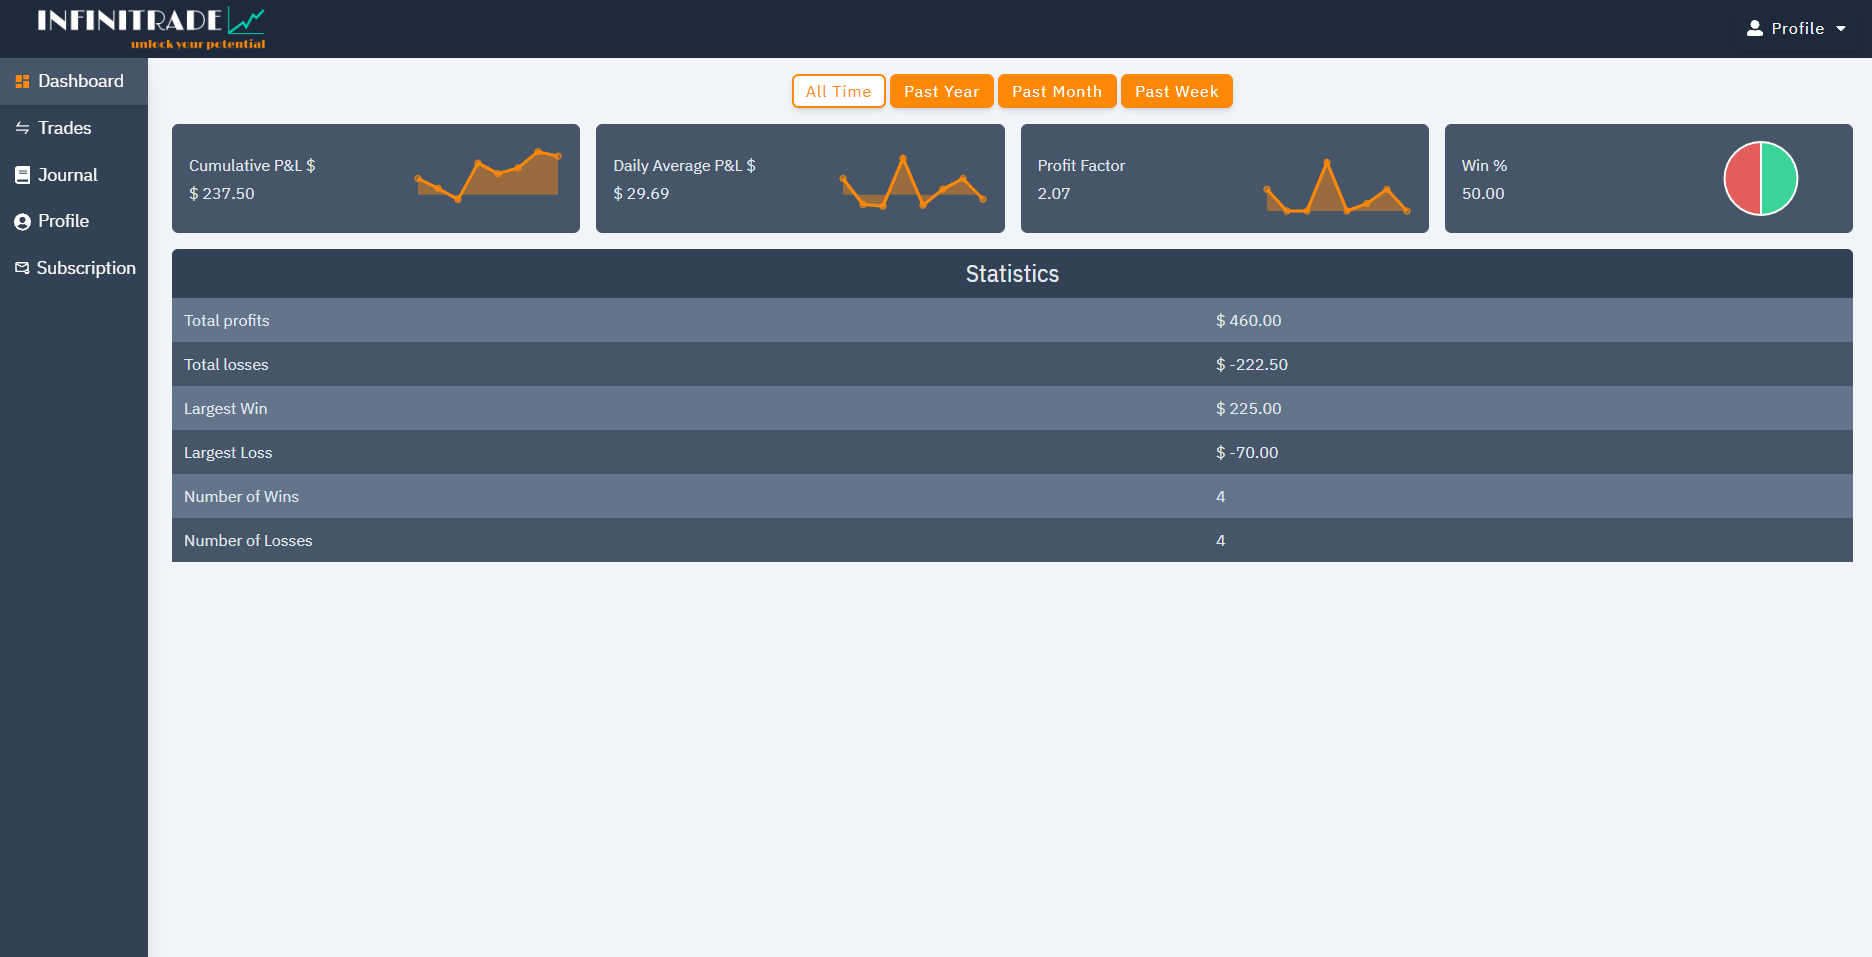 INFINITRADE
unlock your potential
Profile
Dashboard
Trades
Journal
Profile
Subscription
All Time
Past Year
Past Month
Past Week
Cumulative P&L $
$ 237.50
Daily Average P&L $
$ 29.69
Profit Factor
2.07
Win %
50.00
Statistics
Total profits $ 460.00
Total losses $ -222.50
Largest Win $ 225.00
Largest Loss $ -70.00
Number of Wins 4
Number of Losses 4